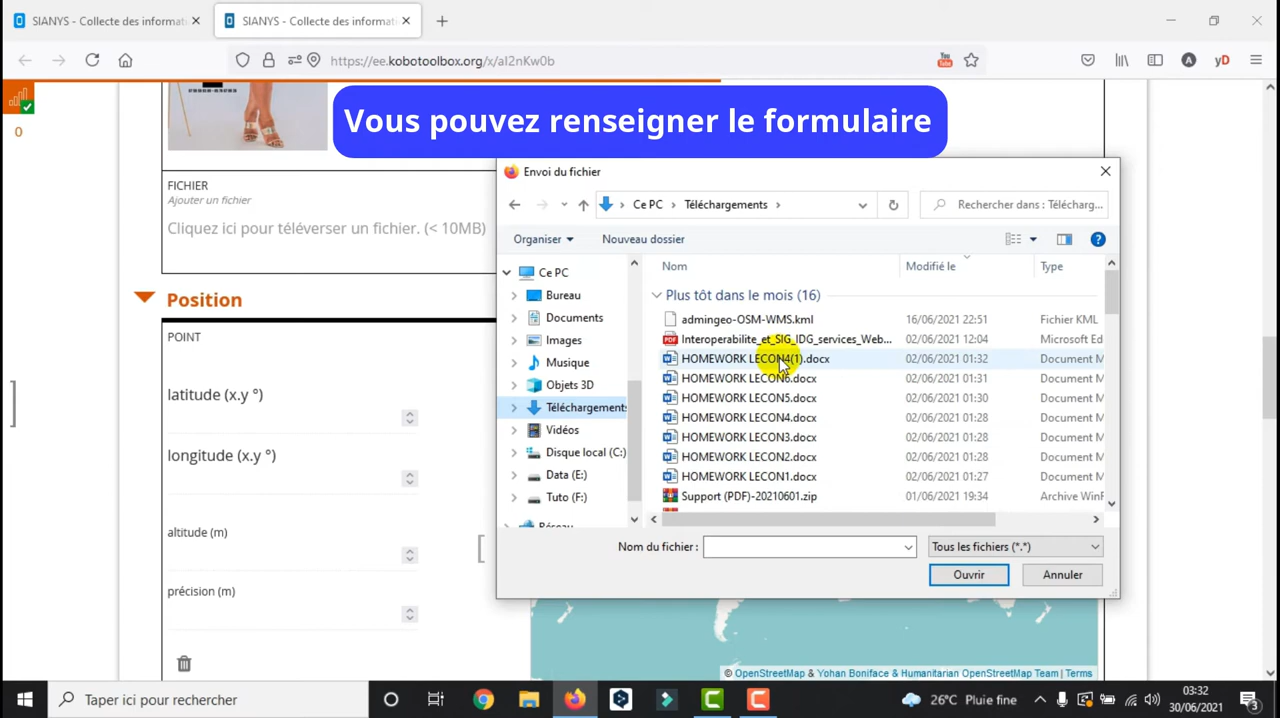 SIANYS - Collecte des informati
SIANYS - Collecte des informati
https://ee.kobotoolbox.org/x/aI2nKw0b
You Tube
A
yD
0
Vous pouvez renseigner le formulaire
FICHIER
Ajouter un fichier
Cliquez ici pour téléverser un fichier. (< 10MB)
Position
POINT
latitude (x.y °)
longitude (x.y °)
altitude (m)
précision (m)
Envoi du fichier
Ce PC
Téléchargements
Rechercher dans : Télécharg...
Organiser
Nouveau dossier
Ce PC
Bureau
Documents
Images
Musique
Objets 3D
Téléchargements
Vidéos
Disque local (C:)
Data (E:)
Tuto (F:)
Réseau
Nom
Modifié le
Type
Plus tôt dans le mois (16)
admingeo-OSM-WMS.kml 16/06/2021 22:51 Fichier KML
Interoperabilite_et_SIG_IDG_services_Web... 02/06/2021 12:04 Microsoft Ed
HOMEWORK LECON4(1).docx 02/06/2021 01:32 Document M
HOMEWORK LECON6.docx 02/06/2021 01:31 Document M
HOMEWORK LECON5.docx 02/06/2021 01:30 Document M
HOMEWORK LECON4.docx 02/06/2021 01:28 Document M
HOMEWORK LECON3.docx 02/06/2021 01:28 Document M
HOMEWORK LECON2.docx 02/06/2021 01:28 Document M
HOMEWORK LECON1.docx 02/06/2021 01:27 Document M
Support (PDF)-20210601.zip 01/06/2021 19:34 Archive WinF
Nom du fichier :
Tous les fichiers (*.*)
Ouvrir
Annuler
© OpenStreetMap & Yohan Boniface & Humanitarian OpenStreetMap Team | Terms
Taper ici pour rechercher
26°C Pluie fine
03:32
30/06/2021
3